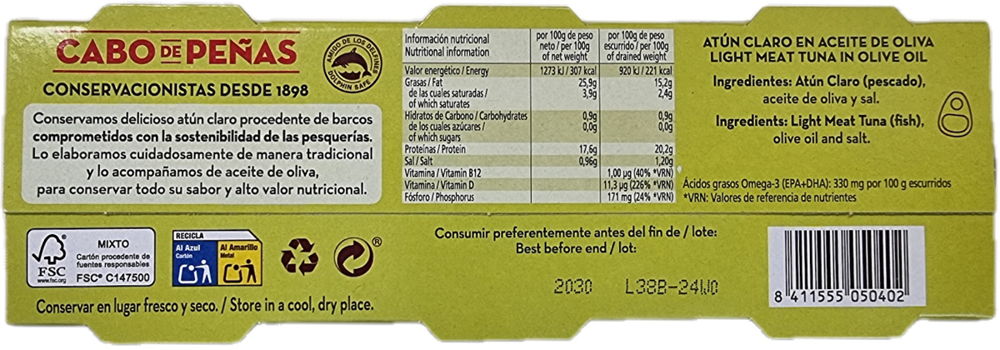 CABO DE PEÑAS
CONSERVACIONISTAS DESDE 1898
AMIGO DE LOS DELFINES
DOLPHIN SAFE
Conservamos delicioso atún claro procedente de barcos
comprometidos con la sostenibilidad de las pesquerías.
Lo elaboramos cuidadosamente de manera tradicional
y lo acompañamos de aceite de oliva,
para conservar todo su sabor y alto valor nutricional.
Información nutricional
Nutritional information
por 100g de peso
neto / per 100g
of net weight
por 100g de peso
escurrido / per 100g
of drained weight
Valor energético / Energy 1273 kJ / 307 kcal 920 kJ / 221 kcal
Grasas / Fat 25,9g 15,2g
de las cuales saturadas / 3,9g 2,4g
of which saturates
Hidratos de Carbono / Carbohydrates 0,9g 0,9g
de los cuales azúcares / 0,0g 0,0g
of which sugars
Proteínas / Protein 17,6g 20,2g
Sal / Salt 0,96g 1,20g
Vitamina / Vitamin B12 1,00 µg (40% *VRN)
Vitamina / Vitamin D 11,3 µg (226% *VRN)
Fósforo / Phosphorus 171 mg (24% *VRN)
ATÚN CLARO EN ACEITE DE OLIVA
LIGHT MEAT TUNA IN OLIVE OIL
Ingredientes: Atún Claro (pescado),
aceite de oliva y sal.
Ingredients: Light Meat Tuna (fish),
olive oil and salt.
Ácidos grasos Omega-3 (EPA+DHA): 330 mg por 100 g escurridos
*VRN: Valores de referencia de nutrientes
FSC
www.fsc.org
MIXTO
Cartón procedente de
fuentes responsables
FSC® C147500
RECICLA
Al Azul
Cartón
Al Amarillo
Metal
®
Conservar en lugar fresco y seco. / Store in a cool, dry place.
Consumir preferentemente antes del fin de / lote:
Best before end / lot:
2030 L38B-24W0
8 411555 050402